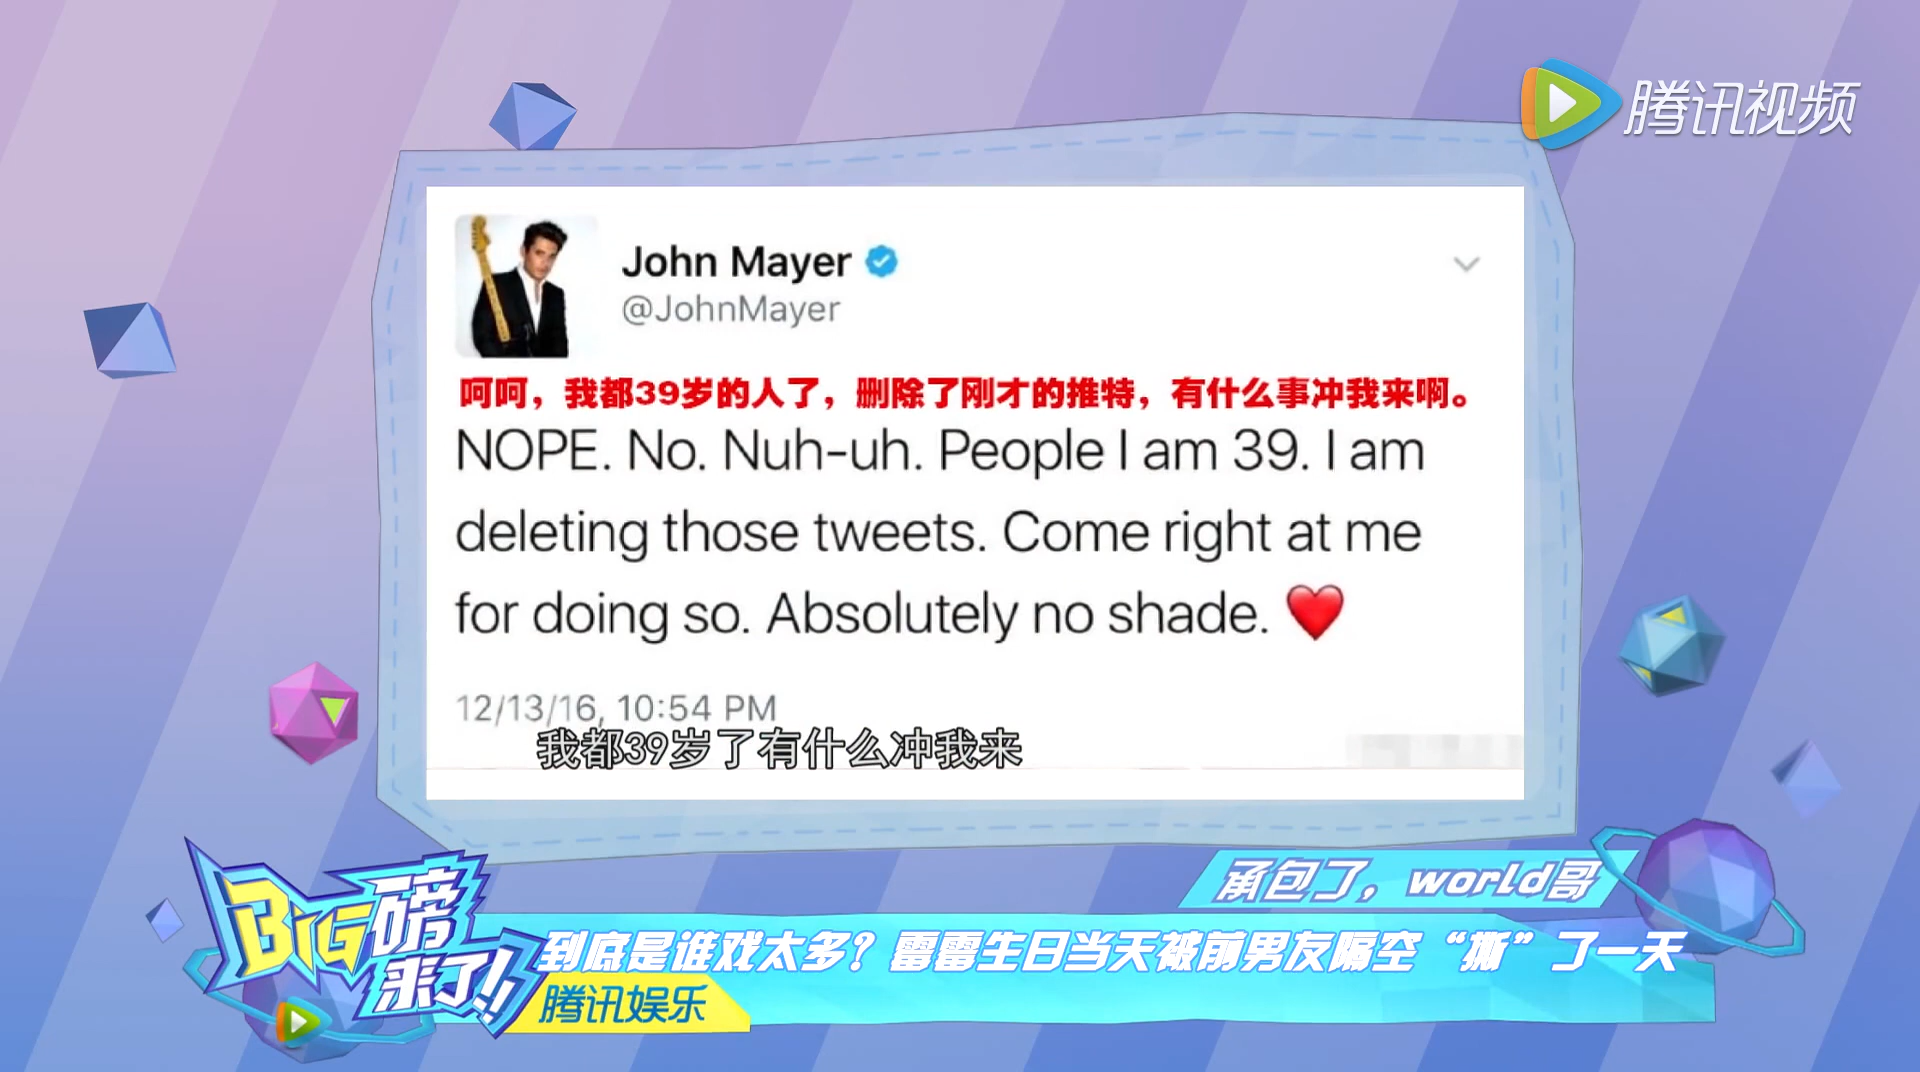 腾讯视频
John Mayer
@JohnMayer
呵呵，我都39岁的人了，删除了刚才的推特，有什么事冲我来啊。
NOPE. No. Nuh-uh. People I am 39. I am
deleting those tweets. Come right at me
for doing so. Absolutely no shade. ❤️
12/13/16, 10:54 PM
我都39岁了有什么冲我来
承包了，world哥
BIG磅来了!!
到底是谁戏太多？霉霉生日当天被前男友隔空“撕”了一天
腾讯娱乐